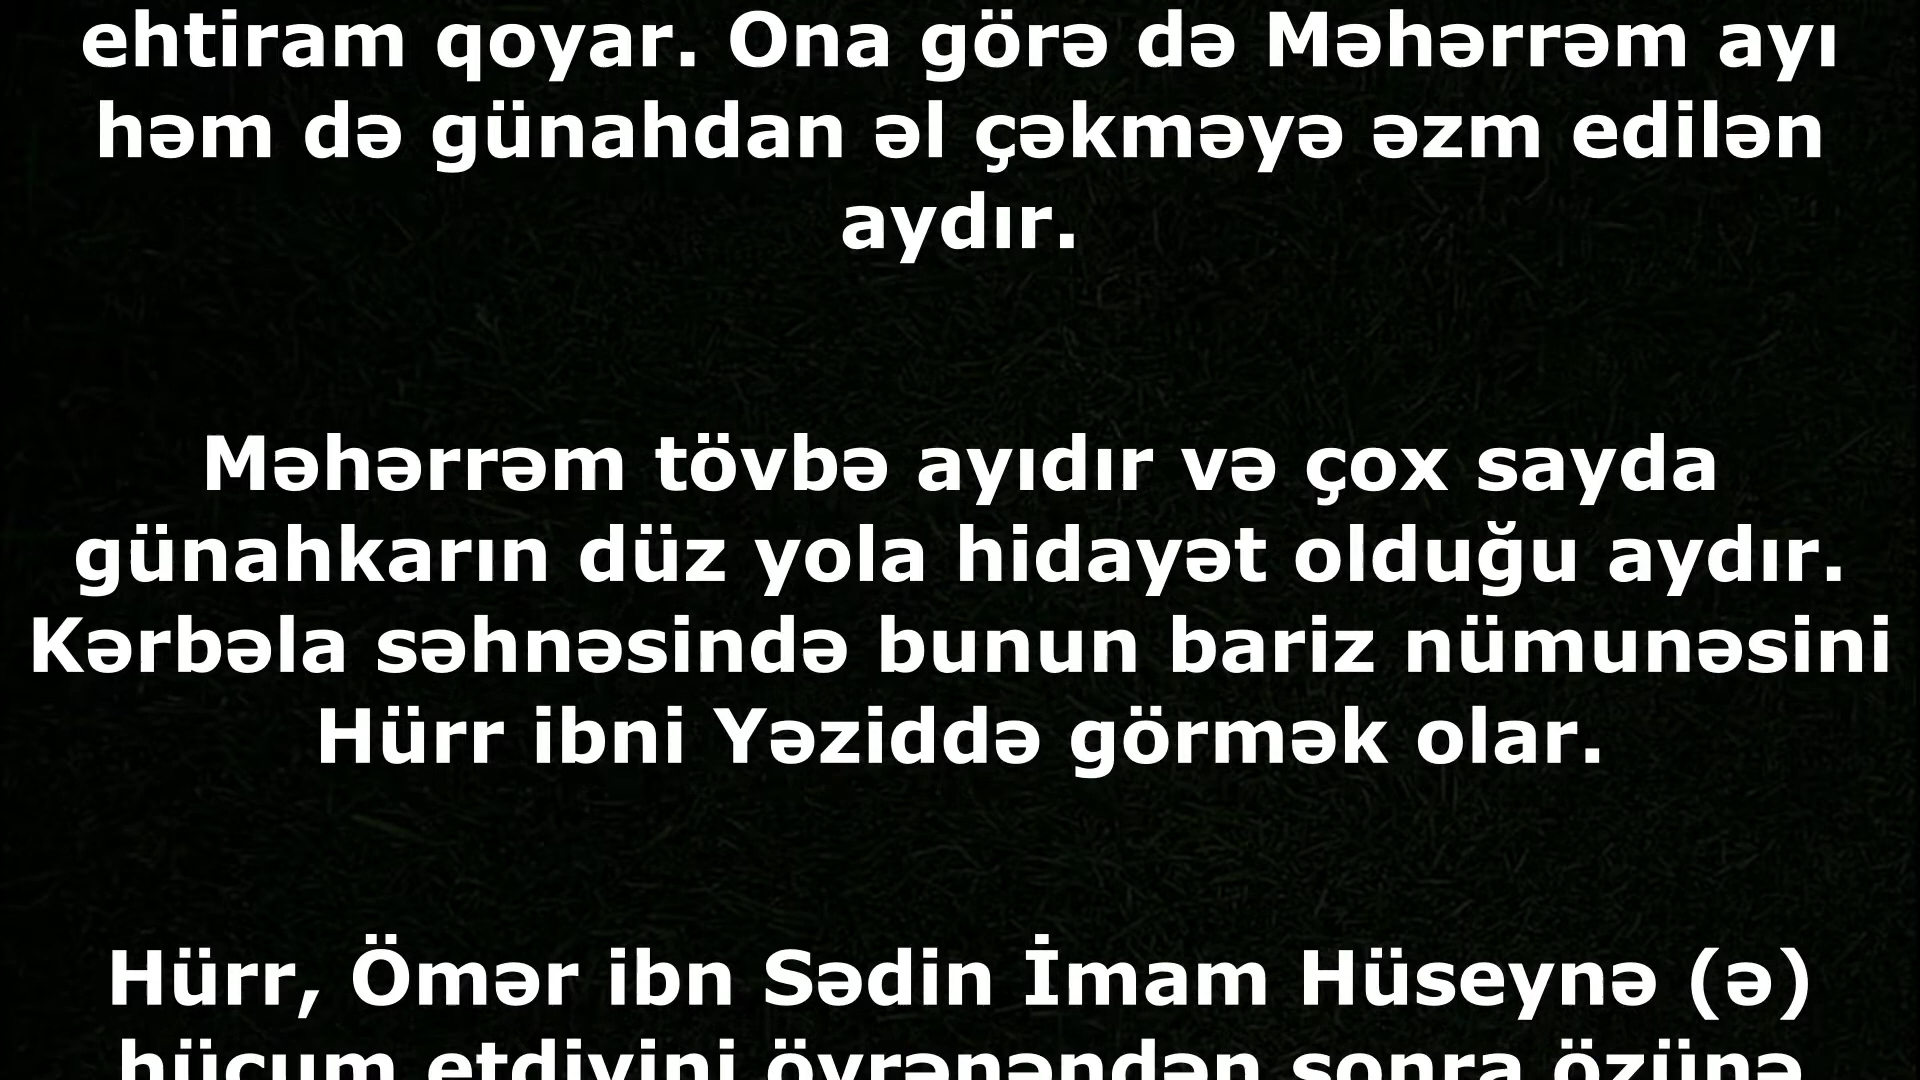 ehtiram qoyar. Ona görə də Məhərrəm ayı
həm də günahdan əl çəkməyə əzm edilən
aydır.
Məhərrəm tövbə ayıdır və çox sayda
günahkarın düz yola hidayət olduğu aydır.
Kərbəla səhnəsində bunun bariz nümunəsini
Hürr ibni Yəziddə görmək olar.
Hürr, Ömər ibn Sədin İmam Hüseynə (ə)
hücum etdiyini öyrənəndən sonra özünə